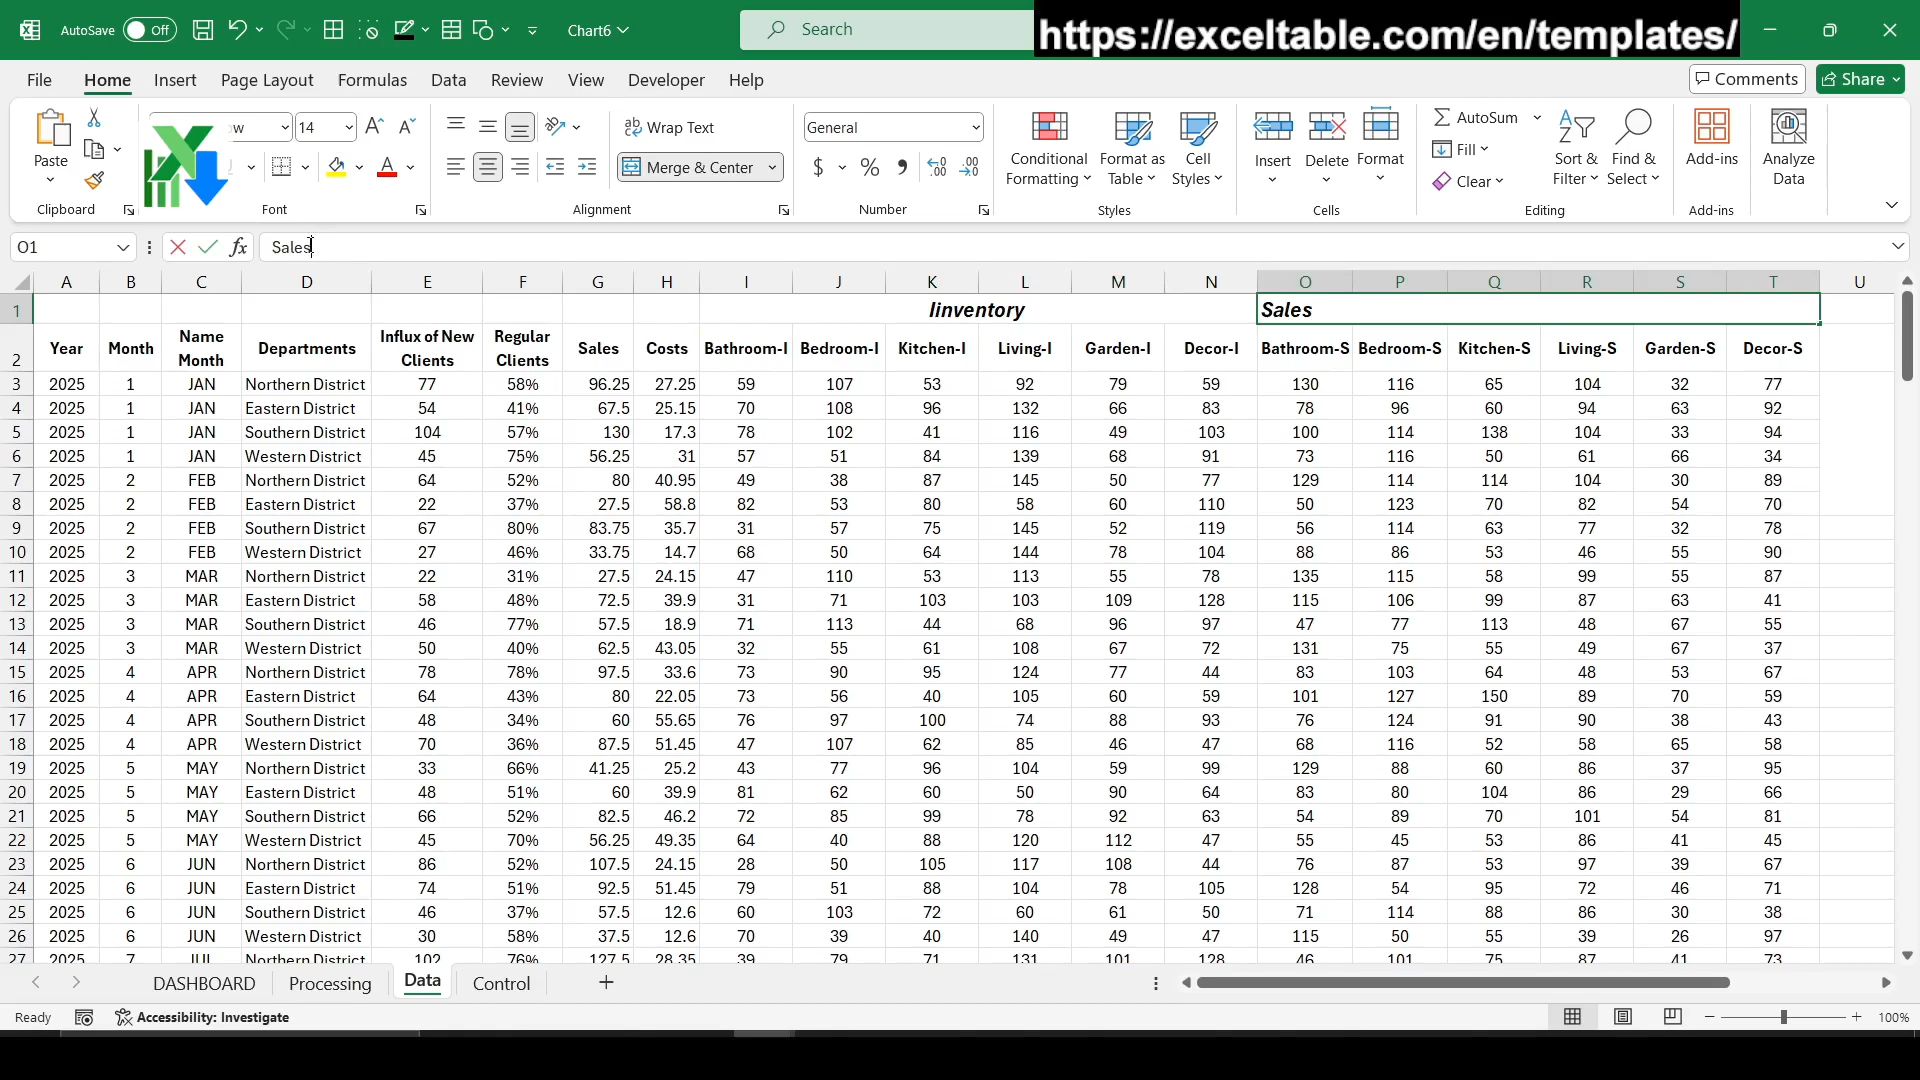 AutoSave Off Chart6 Search https://exceltable.com/en/templates/
File Home Insert Page Layout Formulas Data Review View Developer Help Comments Share
Paste 14 Wrap Text Merge & Center General $ % Conditional Formatting Format as Table Cell Styles Insert Delete Format AutoSum Fill Clear Sort & Filter Find & Select Add-ins Analyze Data
Clipboard Font Alignment Number Styles Cells Editing Add-ins
O1 fx Sales
A B C D E F G H I J K L M N O P Q R S T U
1 Iinventory Sales
2 Year Month Name Month Departments Influx of New Clients Regular Clients Sales Costs Bathroom-I Bedroom-I Kitchen-I Living-I Garden-I Decor-I Bathroom-S Bedroom-S Kitchen-S Living-S Garden-S Decor-S
3 2025 1 JAN Northern District 77 58% 96.25 27.25 59 107 53 92 79 59 130 116 65 104 32 77
4 2025 1 JAN Eastern District 54 41% 67.5 25.15 70 108 96 132 66 83 78 96 60 94 63 92
5 2025 1 JAN Southern District 104 57% 130 17.3 78 102 41 116 49 103 100 114 138 104 33 94
6 2025 1 JAN Western District 45 75% 56.25 31 57 51 84 139 68 91 73 116 50 61 66 34
7 2025 2 FEB Northern District 64 52% 80 40.95 49 38 87 145 50 77 129 114 114 104 30 89
8 2025 2 FEB Eastern District 22 37% 27.5 58.8 82 53 80 58 60 110 50 123 70 82 54 70
9 2025 2 FEB Southern District 67 80% 83.75 35.7 31 57 75 145 52 119 56 114 63 77 32 78
10 2025 2 FEB Western District 27 46% 33.75 14.7 68 50 64 144 78 104 88 86 53 46 55 90
11 2025 3 MAR Northern District 22 31% 27.5 24.15 47 110 53 113 55 78 135 115 58 99 55 87
12 2025 3 MAR Eastern District 58 48% 72.5 39.9 31 71 103 103 109 128 115 106 99 87 63 41
13 2025 3 MAR Southern District 46 77% 57.5 18.9 71 113 44 68 96 97 47 77 113 48 67 55
14 2025 3 MAR Western District 50 40% 62.5 43.05 32 55 61 108 67 72 131 75 55 49 67 37
15 2025 4 APR Northern District 78 78% 97.5 33.6 73 90 95 124 77 44 83 103 64 48 53 67
16 2025 4 APR Eastern District 64 43% 80 22.05 73 56 40 105 60 59 101 127 150 89 70 59
17 2025 4 APR Southern District 48 34% 60 55.65 76 97 100 74 88 93 76 124 91 90 38 43
18 2025 4 APR Western District 70 36% 87.5 51.45 47 107 62 85 46 47 68 116 52 58 65 58
19 2025 5 MAY Northern District 33 66% 41.25 25.2 43 77 96 104 59 99 129 88 60 86 37 95
20 2025 5 MAY Eastern District 48 51% 60 39.9 81 62 60 50 90 64 83 80 104 86 29 66
21 2025 5 MAY Southern District 66 52% 82.5 46.2 72 85 99 78 92 63 54 89 70 101 54 81
22 2025 5 MAY Western District 45 70% 56.25 49.35 64 40 88 120 112 47 55 45 53 86 41 45
23 2025 6 JUN Northern District 86 52% 107.5 24.15 28 50 105 117 108 44 76 87 53 97 39 67
24 2025 6 JUN Eastern District 74 51% 92.5 51.45 79 51 88 104 78 105 128 54 95 72 46 71
25 2025 6 JUN Southern District 46 37% 57.5 12.6 60 103 72 60 61 50 71 114 88 86 30 38
26 2025 6 JUN Western District 30 58% 37.5 12.6 70 39 40 140 49 47 115 50 55 39 26 97
27 2025 7 JUL Northern District 102 76% 127.5 28.35 39 79 71 131 101 128 46 101 75 87 41 73
DASHBOARD Processing Data Control
Ready Accessibility: Investigate 100%